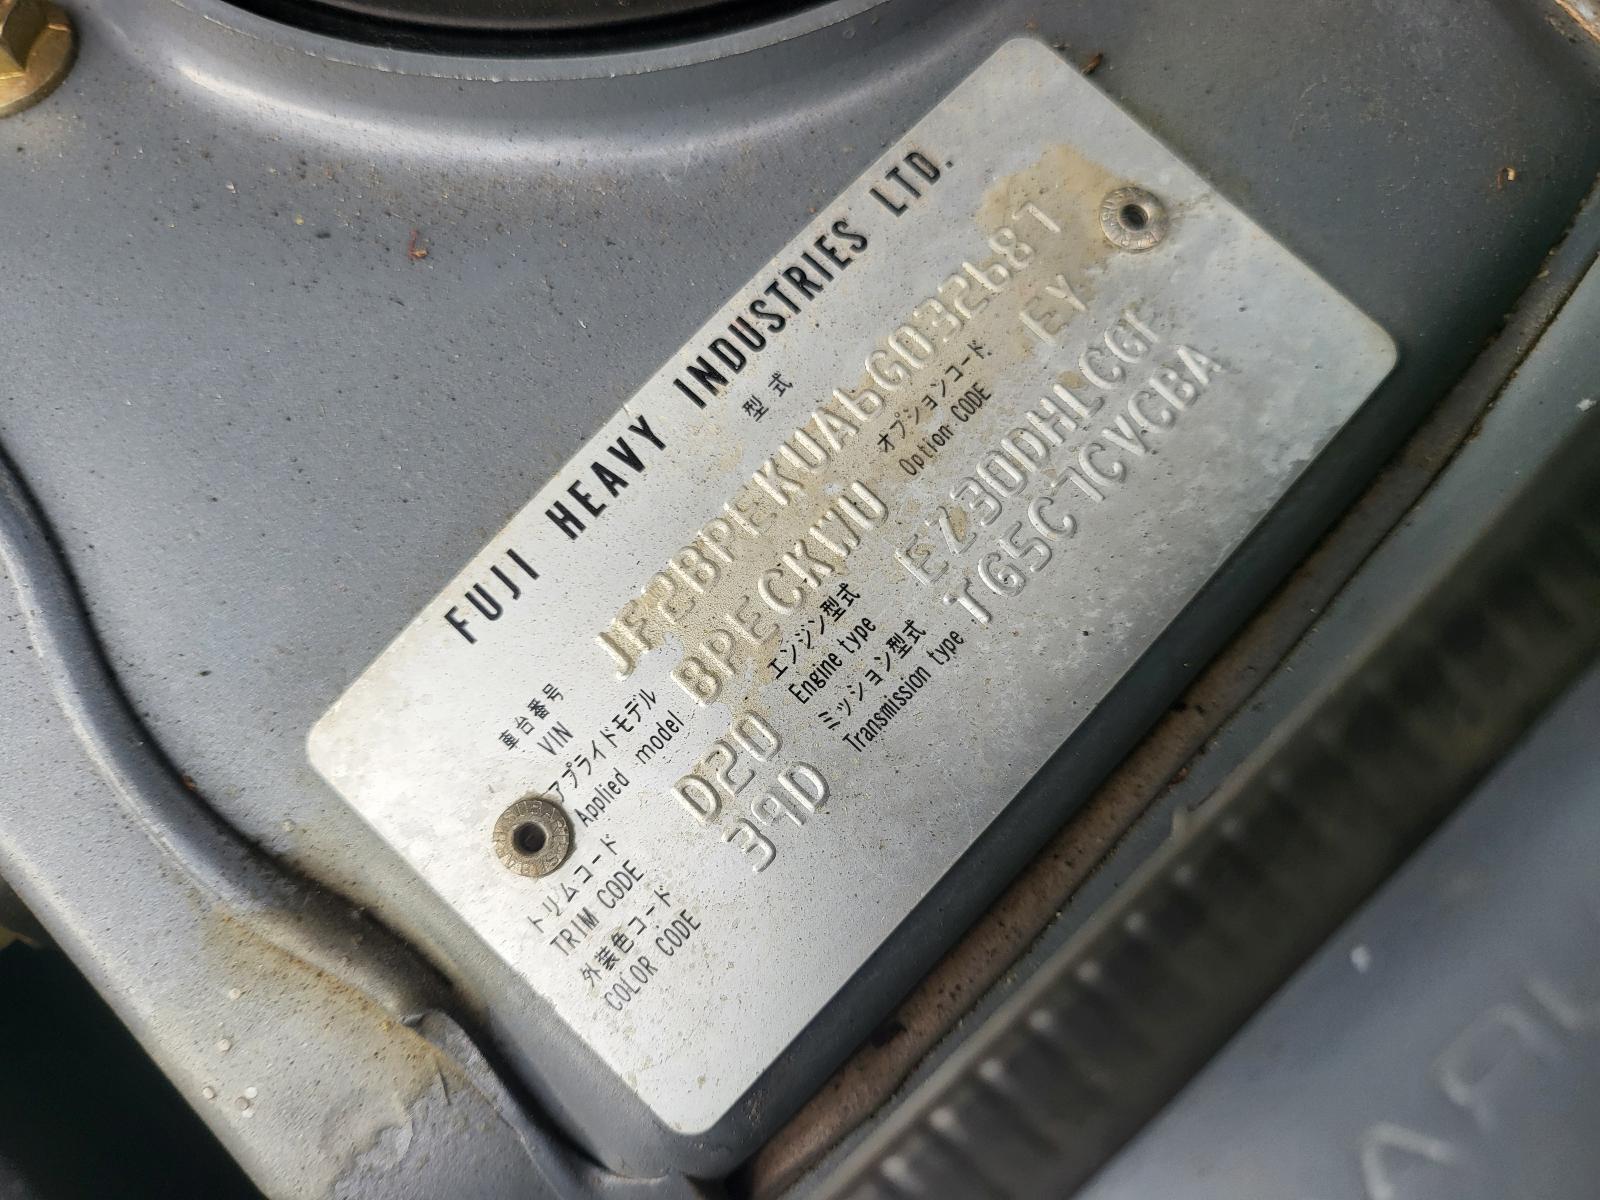 FUJI HEAVY INDUSTRIES LTD.
型式
車台番号
VIN JF2BPEKUA6G032687
アプライドモデル オプションコード
Applied model BPECKWU Option CODE EY
トリムコード エンジン型式
TRIM CODE D20 Engine type EZ30DHLCGF
外装色コード ミッション型式
COLOR CODE 39D Transmission type TG5C7CVCBA